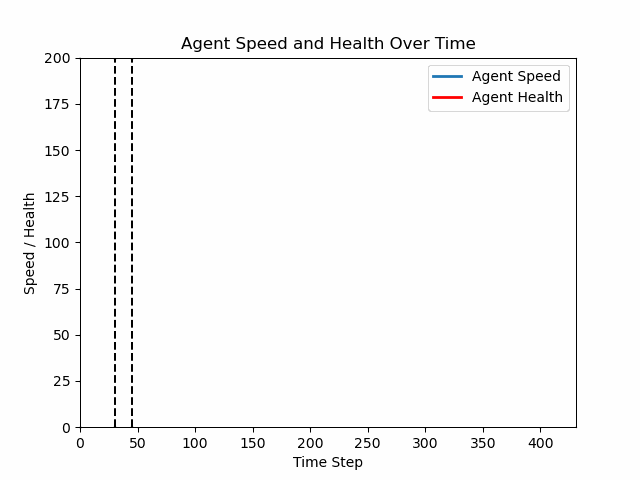 Agent Speed and Health Over Time
Agent Speed
Agent Health
Speed / Health
200
175
150
125
100
75
50
25
0
0 50 100 150 200 250 300 350 400
Time Step